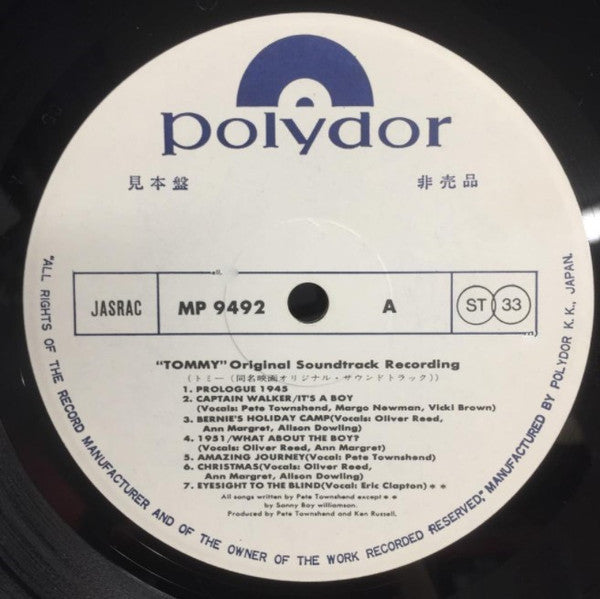 polydor
見本盤 非売品
JASRAC MP 9492 A ST 33
"TOMMY" Original Soundtrack Recording
(トミー (同名映画オリジナル・サウンドトラック))
1. PROLOGUE 1945
2. CAPTAIN WALKER/IT'S A BOY
(Vocals: Pete Townshend, Margo Newman, Vicki Brown)
3. BERNIE'S HOLIDAY CAMP(Vocals: Oliver Reed,
Ann Margret, Alison Dowling)
4. 1951/WHAT ABOUT THE BOY?
(Vocals: Oliver Reed, Ann Margret)
5. AMAZING JOURNEY(Vocal: Pete Townshend)
6. CHRISTMAS(Vocals: Oliver Reed,
Ann Margret, Alison Dowling)
7. EYESIGHT TO THE BLIND(Vocal: Eric Clapton)**
All songs written by Pete Townshend except**
by Sonny Boy williamson.
Produced by Pete Townshend and Ken Russell.
"ALL RIGHTS OF THE RECORD MANUFACTURER AND OF THE OWNER OF THE WORK RECORDED RESERVED," MANUFACTURED BY POLYDOR K.K., JAPAN.